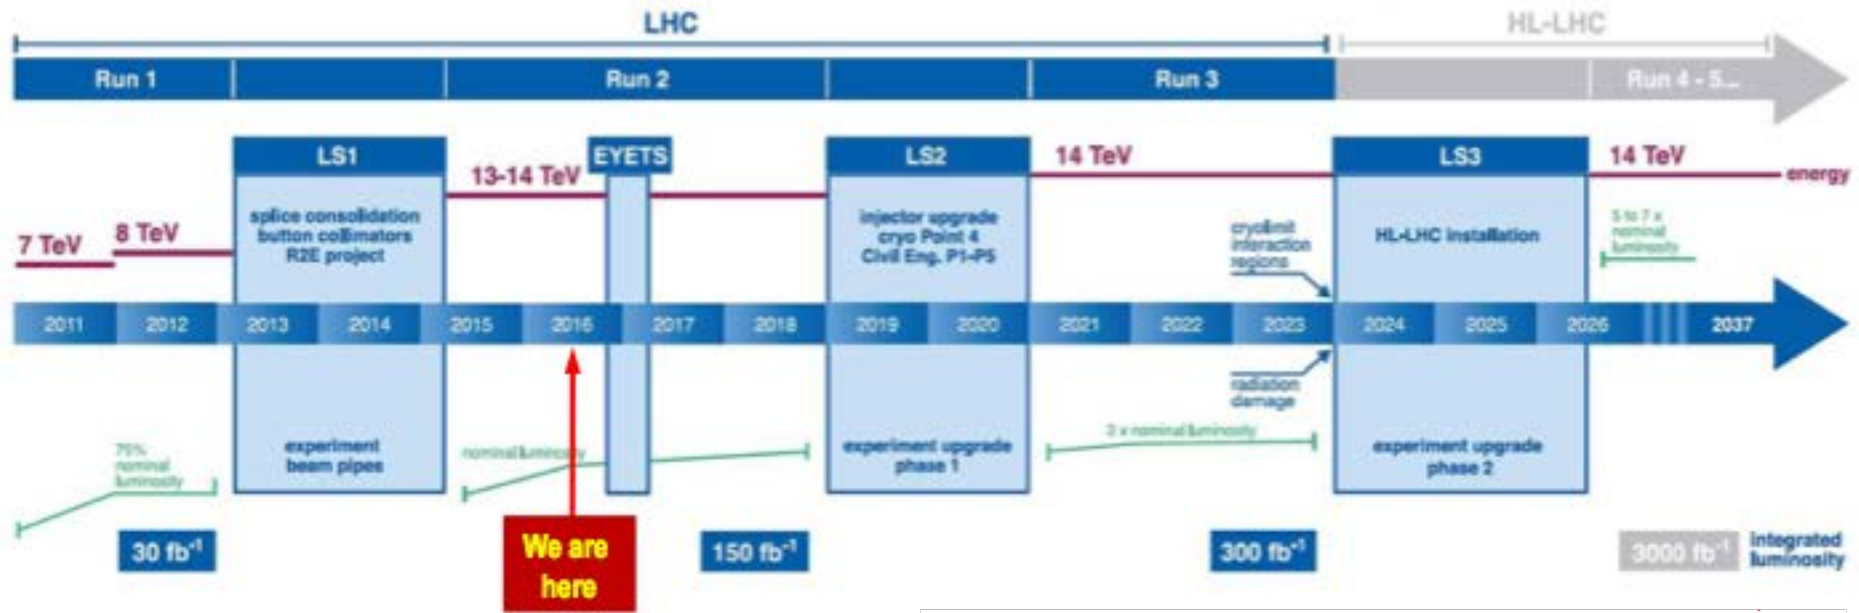 LHC
HL-LHC
Run 1
Run 2
Run 3
Run 4 - 5...
LS1
EYETS
LS2
LS3
7 TeV
8 TeV
13-14 TeV
14 TeV
14 TeV
energy
splice consolidation
button collimators
R2E project
injector upgrade
cryo Point 4
Civil Eng. P1-P5
cryolimit
interaction
regions
HL-LHC installation
5 to 7 x
nominal
luminosity
2011
2012
2013
2014
2015
2016
2017
2018
2019
2020
2021
2022
2023
2024
2025
2026
2037
radiation
damage
75%
nominal
luminosity
experiment
beam pipes
nominal luminosity
experiment upgrade
phase 1
2 x nominal luminosity
experiment upgrade
phase 2
30 fb⁻¹
We are
here
150 fb⁻¹
300 fb⁻¹
3000 fb⁻¹
integrated
luminosity